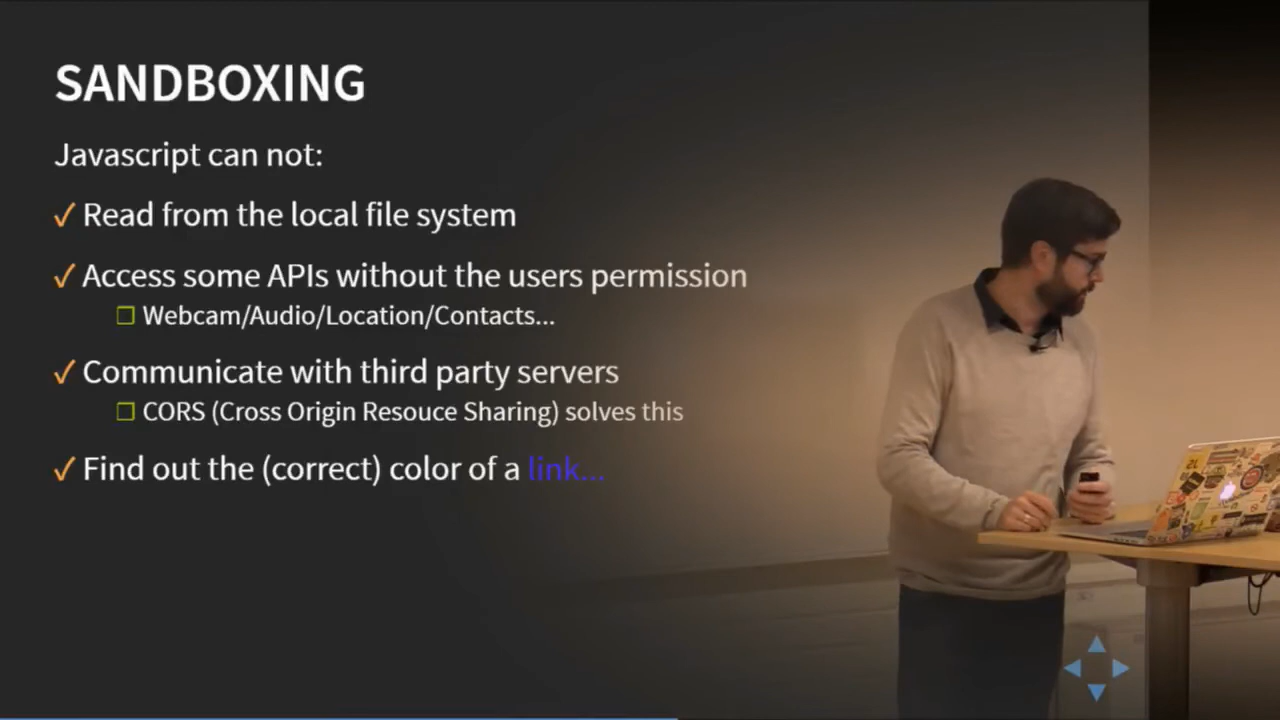 SANDBOXING
Javascript can not:
✓ Read from the local file system
✓ Access some APIs without the users permission
❒ Webcam/Audio/Location/Contacts...
✓ Communicate with third party servers
❒ CORS (Cross Origin Resouce Sharing) solves this
✓ Find out the (correct) color of a link...